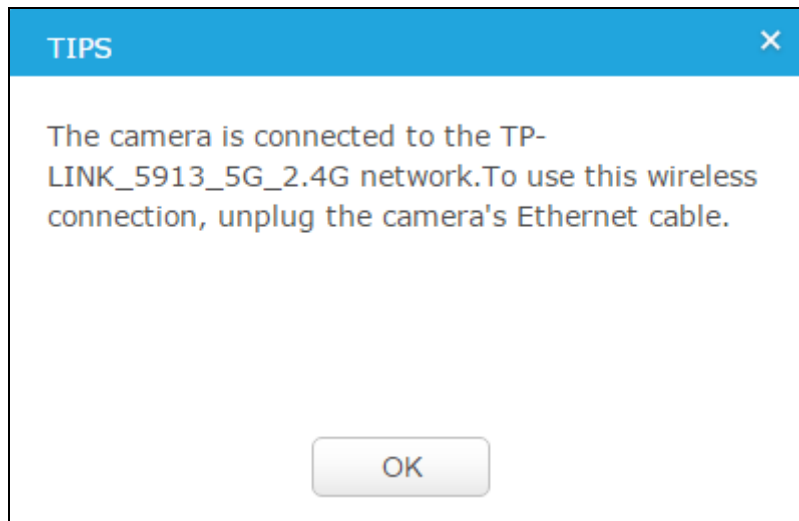 TIPS
The camera is connected to the TP-
LINK_5913_5G_2.4G network.To use this wireless
connection, unplug the camera's Ethernet cable.
OK